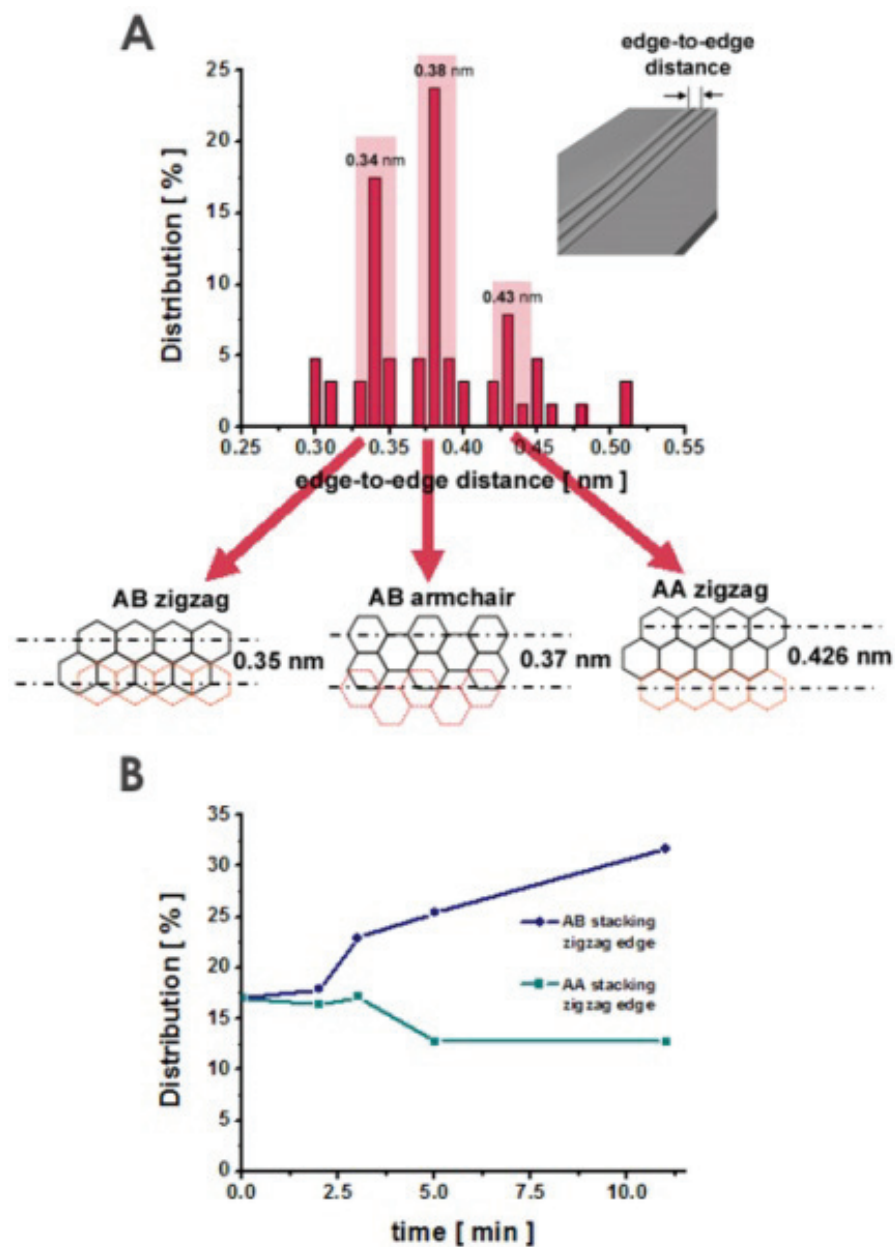 A
edge-to-edge
distance
Distribution [ % ]
25
20
15
10
5
0
0.34 nm
0.38 nm
0.43 nm
0.25
0.30
0.35
0.40
0.45
0.50
0.55
edge-to-edge distance [ nm ]
AB zigzag
0.35 nm
AB armchair
0.37 nm
AA zigzag
0.426 nm
B
Distribution [ % ]
35
30
25
20
15
10
5
0
AB stacking
zigzag edge
AA stacking
zigzag edge
0.0
2.5
5.0
7.5
10.0
time [ min ]